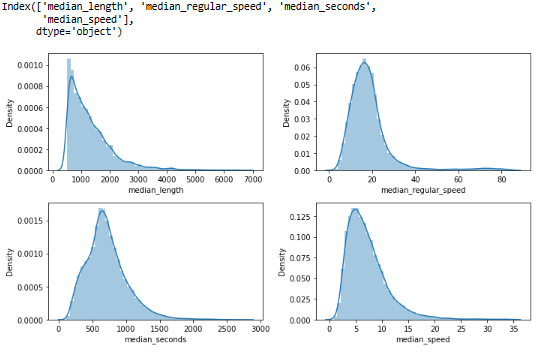 Index(['median_length', 'median_regular_speed', 'median_seconds',
'median_speed'],
dtype='object')
Density
0.0010
0.0008
0.0006
0.0004
0.0002
0.0000
0 1000 2000 3000 4000 5000 6000 7000
median_length
Density
0.06
0.05
0.04
0.03
0.02
0.01
0.00
0 20 40 60 80
median_regular_speed
Density
0.0015
0.0010
0.0005
0.0000
0 500 1000 1500 2000 2500 3000
median_seconds
Density
0.125
0.100
0.075
0.050
0.025
0.000
0 5 10 15 20 25 30 35
median_speed